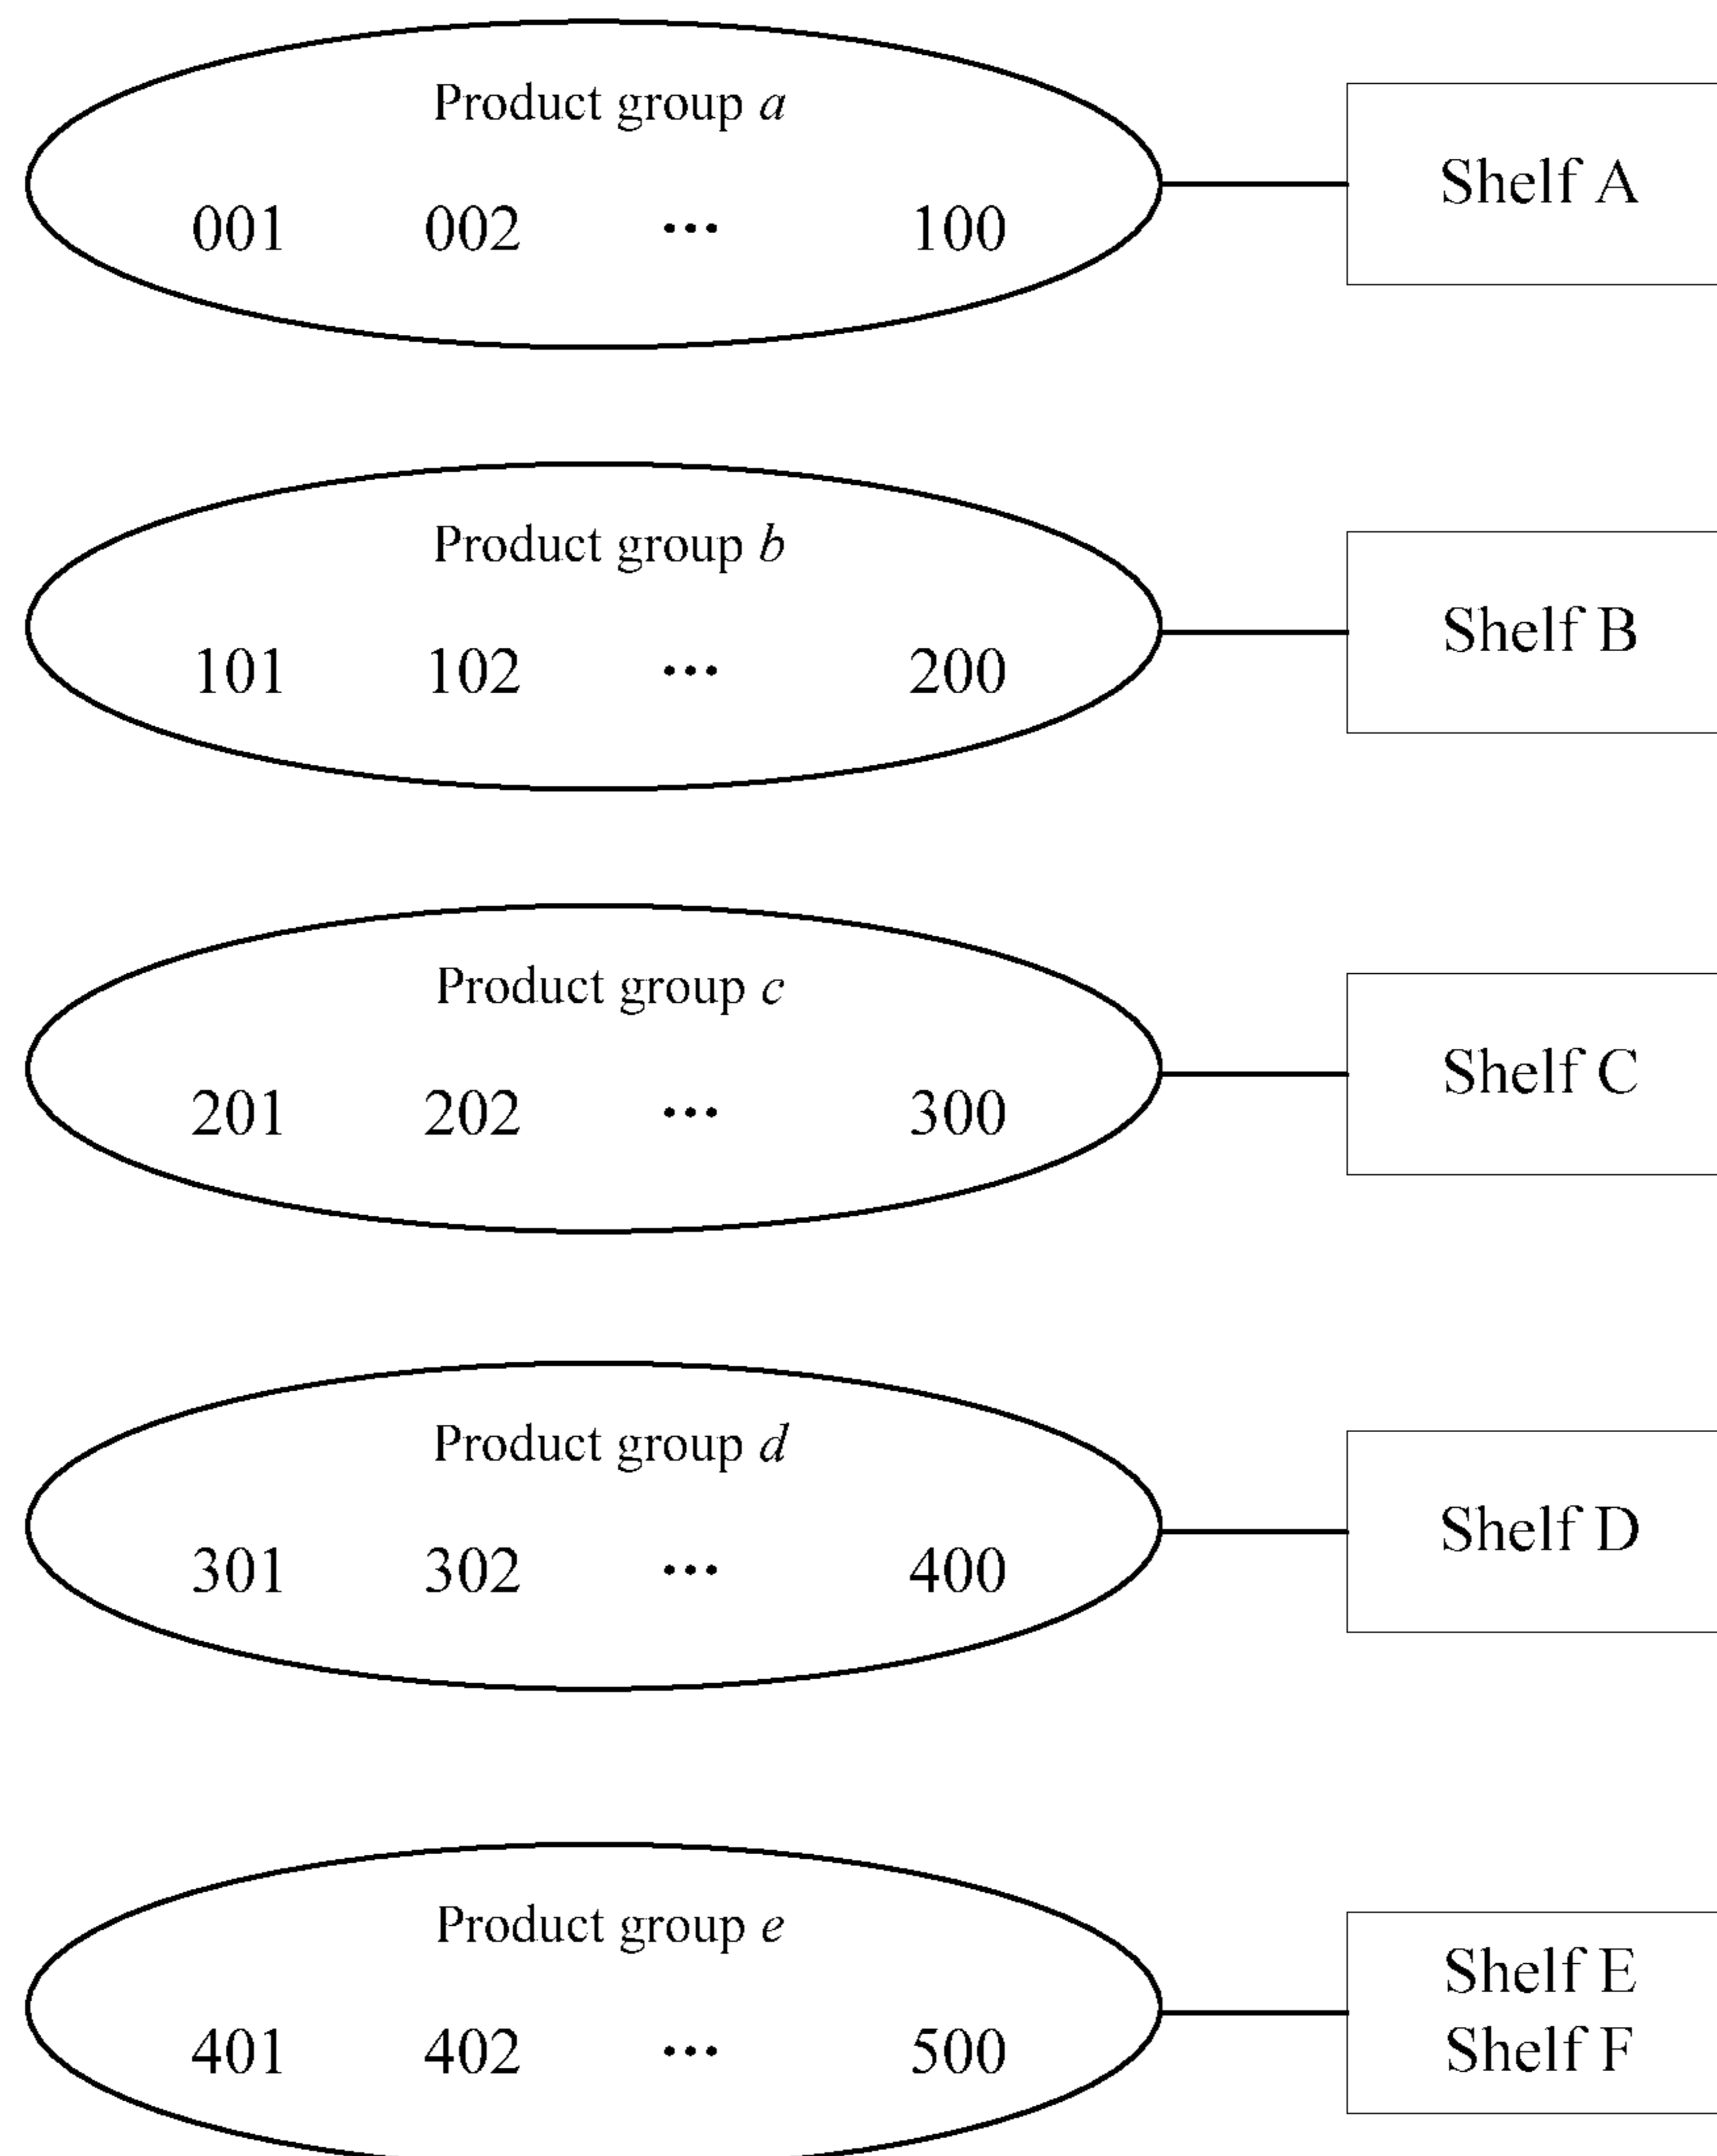 Product group a
001 002 ... 100
Shelf A
Product group b
101 102 ... 200
Shelf B
Product group c
201 202 ... 300
Shelf C
Product group d
301 302 ... 400
Shelf D
Product group e
401 402 ... 500
Shelf E
Shelf F